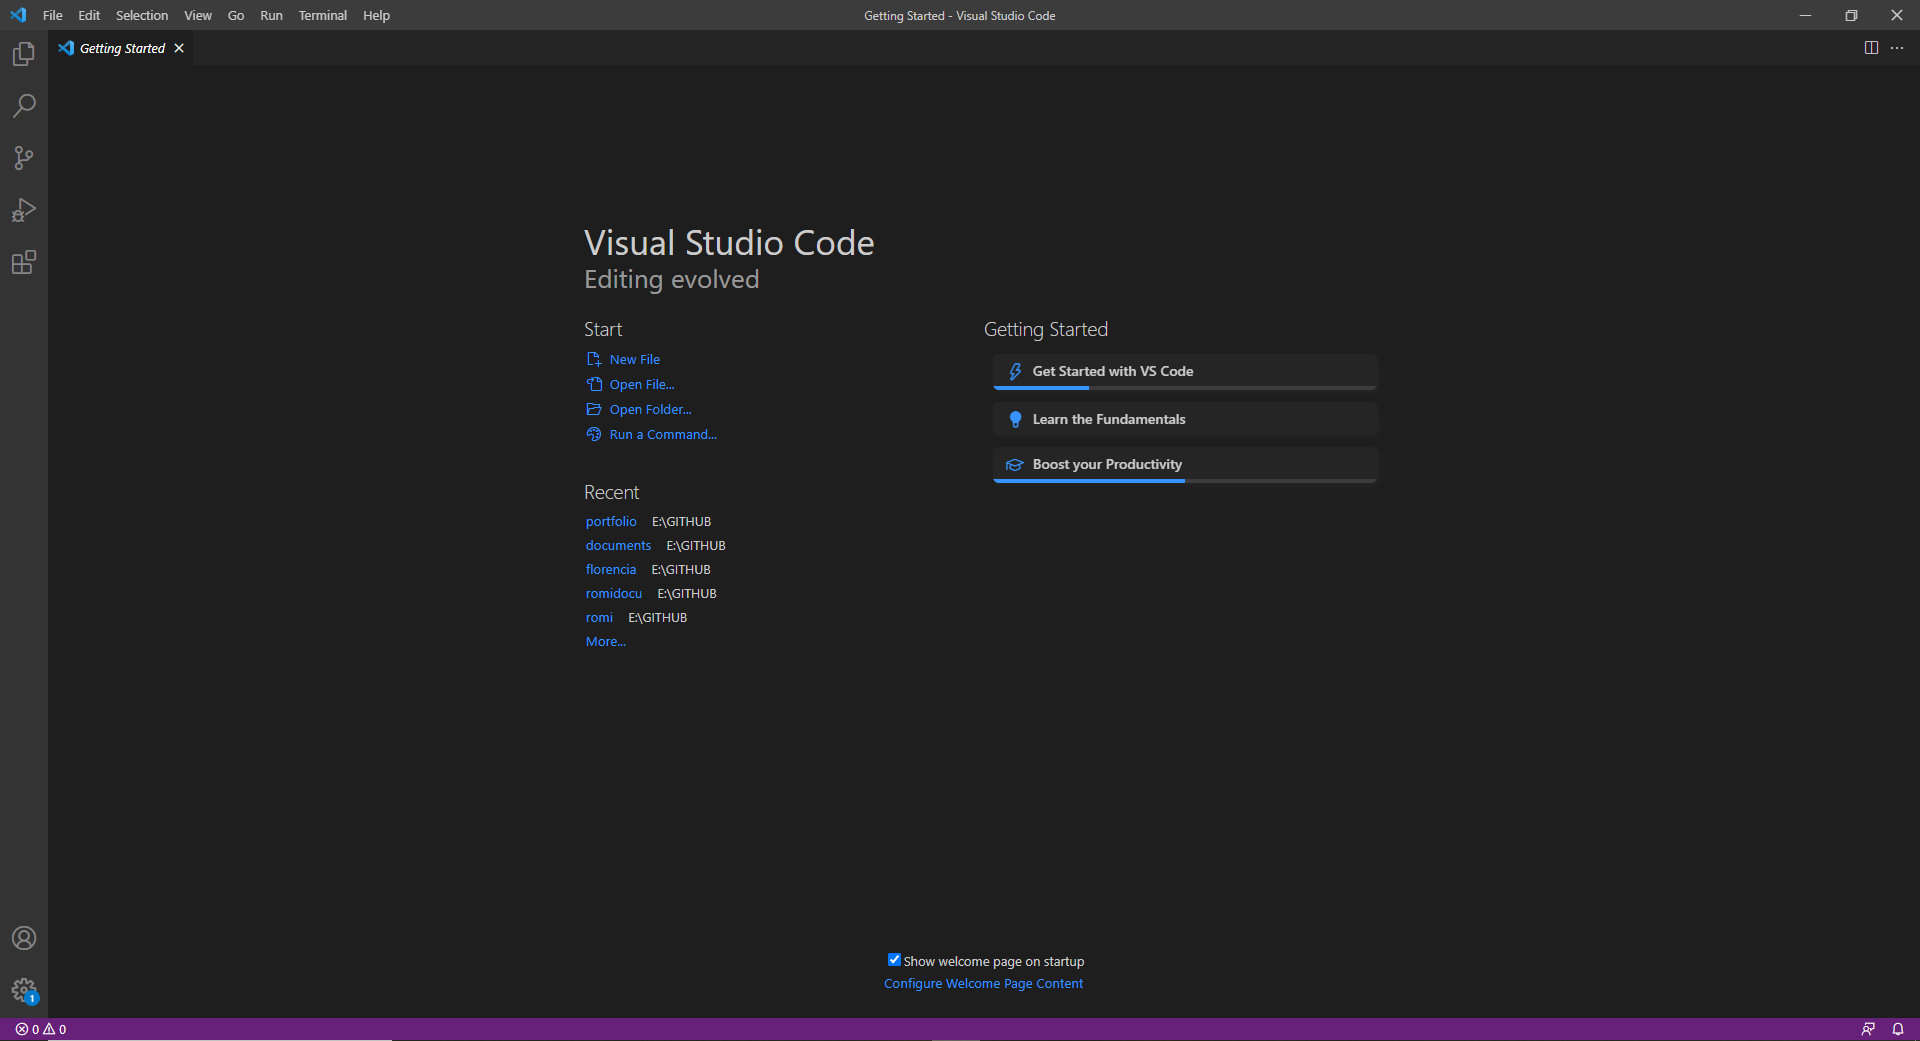 File Edit Selection View Go Run Terminal Help
Getting Started - Visual Studio Code
Getting Started
Visual Studio Code
Editing evolved
Start
New File
Open File...
Open Folder...
Run a Command...
Recent
portfolio E:\GITHUB
documents E:\GITHUB
florencia E:\GITHUB
romidocu E:\GITHUB
romi E:\GITHUB
More...
Getting Started
Get Started with VS Code
Learn the Fundamentals
Boost your Productivity
Show welcome page on startup
Configure Welcome Page Content
1
0 0